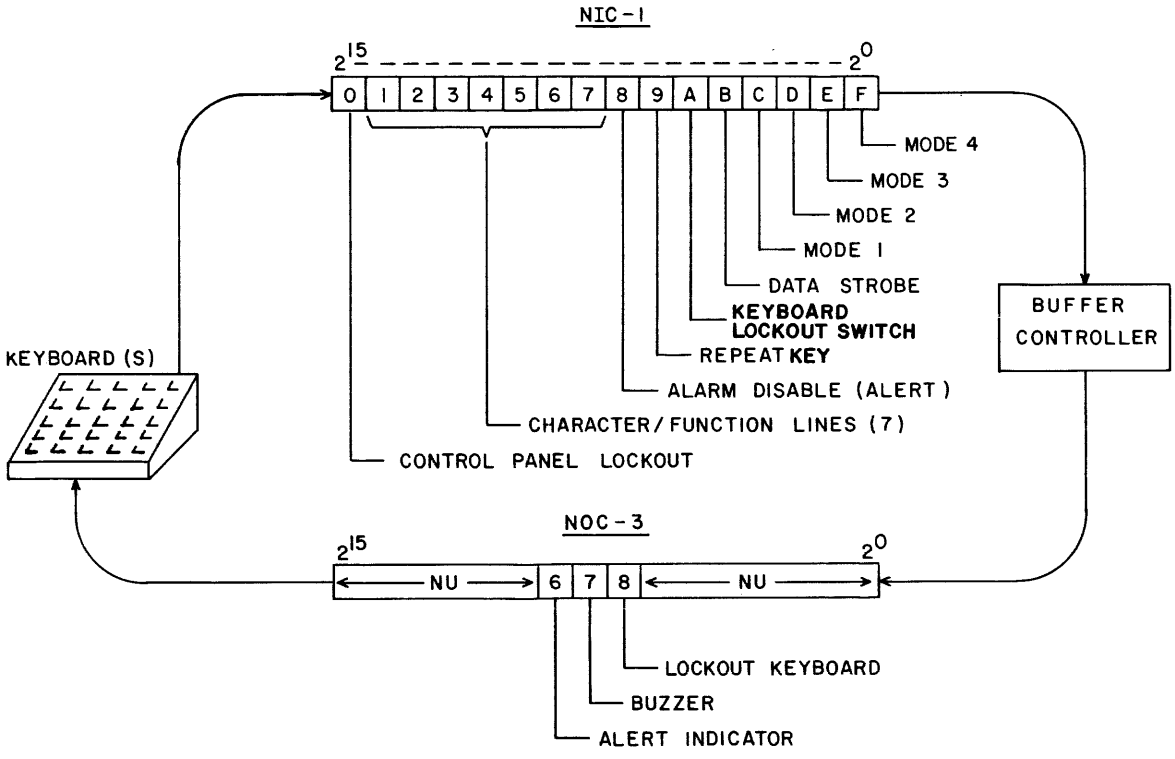 NIC-1
2^15 2^0
0 1 2 3 4 5 6 7 8 9 A B C D E F
MODE 4
MODE 3
MODE 2
MODE 1
DATA STROBE
KEYBOARD
LOCKOUT SWITCH
REPEAT KEY
ALARM DISABLE (ALERT)
CHARACTER/FUNCTION LINES (7)
CONTROL PANEL LOCKOUT
BUFFER
CONTROLLER
KEYBOARD (S)
NOC-3
2^15 2^0
NU 6 7 8 NU
LOCKOUT KEYBOARD
BUZZER
ALERT INDICATOR